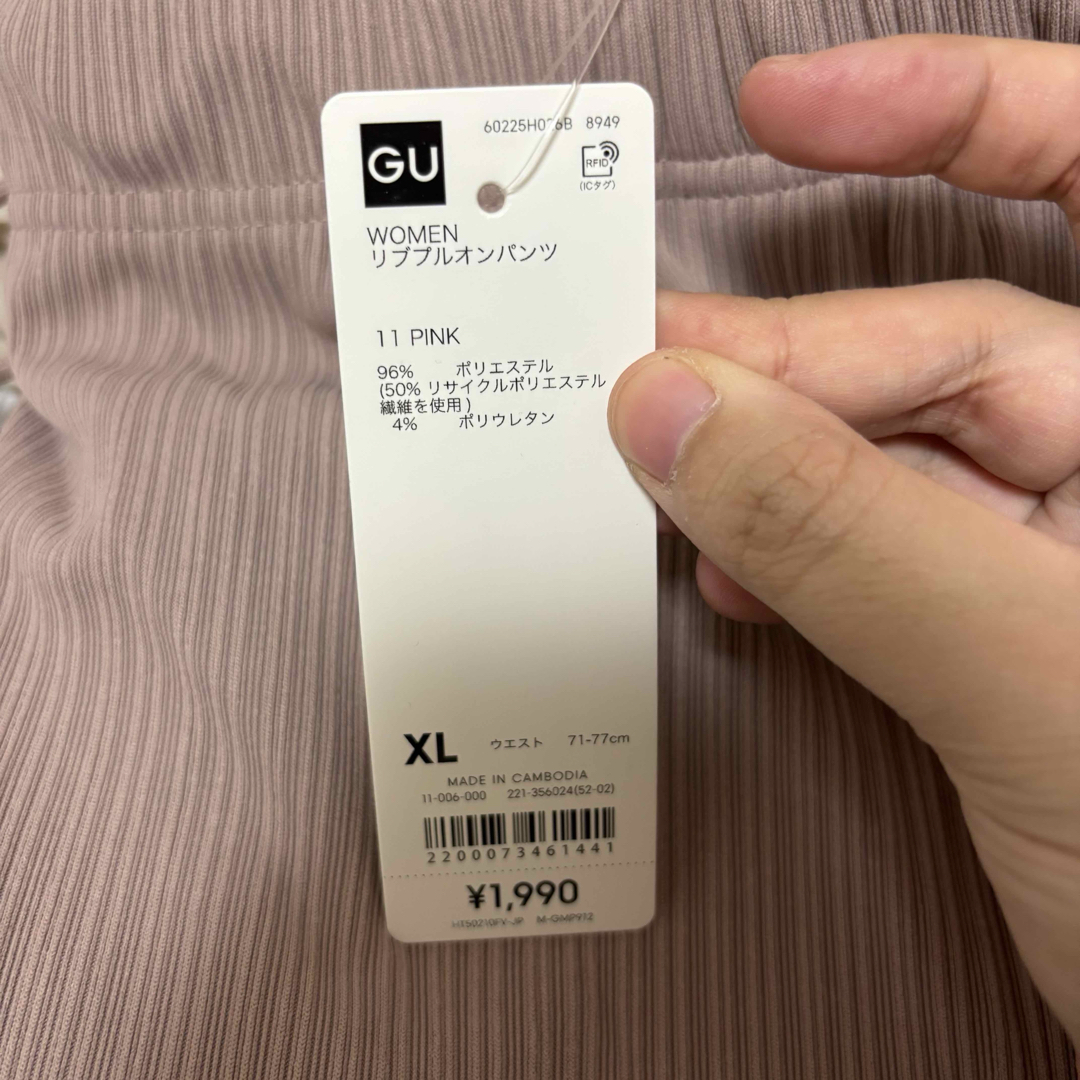 GU
8949
RFID
(ICタグ)
WOMEN
リブプルオンパンツ
11 PINK
96% ポリエステル
(50% リサイクルポリエステル
繊維を使用)
4% ポリウレタン
XL ウエスト 71-77cm
MADE IN CAMBODIA
11-006-000 221-356024(52-02)
2200073461441
¥1,990
HT50210FV-JP M-GMP912